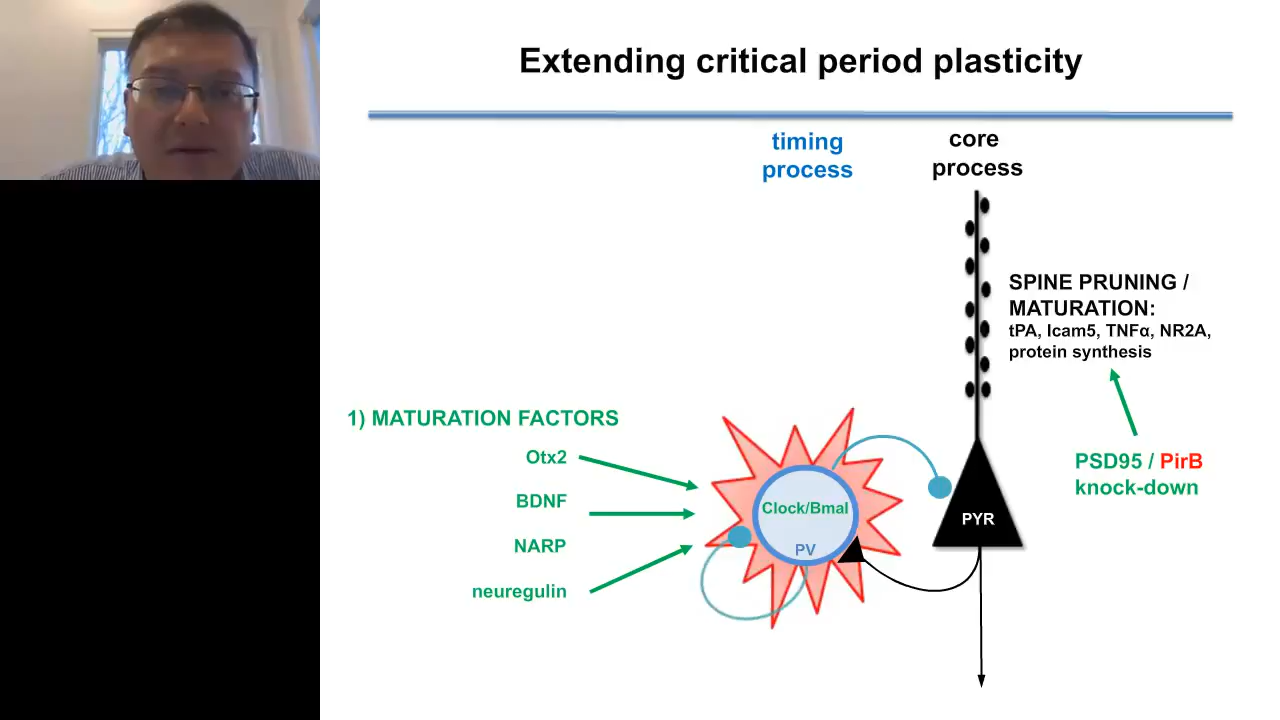 Extending critical period plasticity
timing
process
core
process
SPINE PRUNING /
MATURATION:
tPA, Icam5, TNFα, NR2A,
protein synthesis
1) MATURATION FACTORS
Otx2
BDNF
NARP
neuregulin
Clock/Bmal
PV
PYR
PSD95 / PirB
knock-down